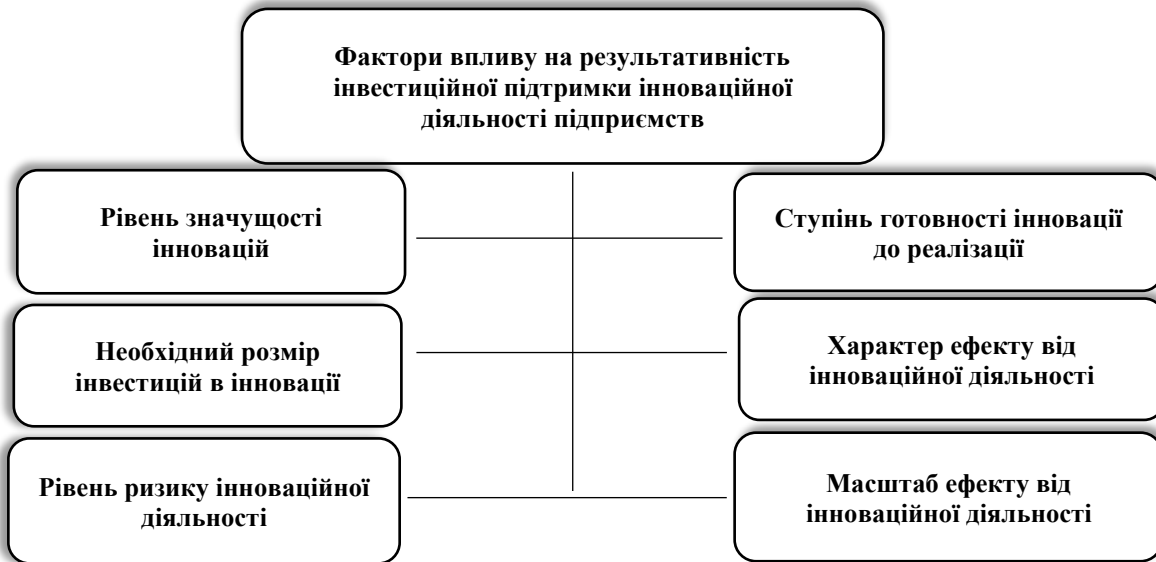 Фактори впливу на результативність
інвестиційної підтримки інноваційної
діяльності підприємств
Рівень значущості
інновацій
Ступінь готовності інновації
до реалізації
Необхідний розмір
інвестицій в інновації
Характер ефекту від
інноваційної діяльності
Рівень ризику інноваційної
діяльності
Масштаб ефекту від
інноваційної діяльності